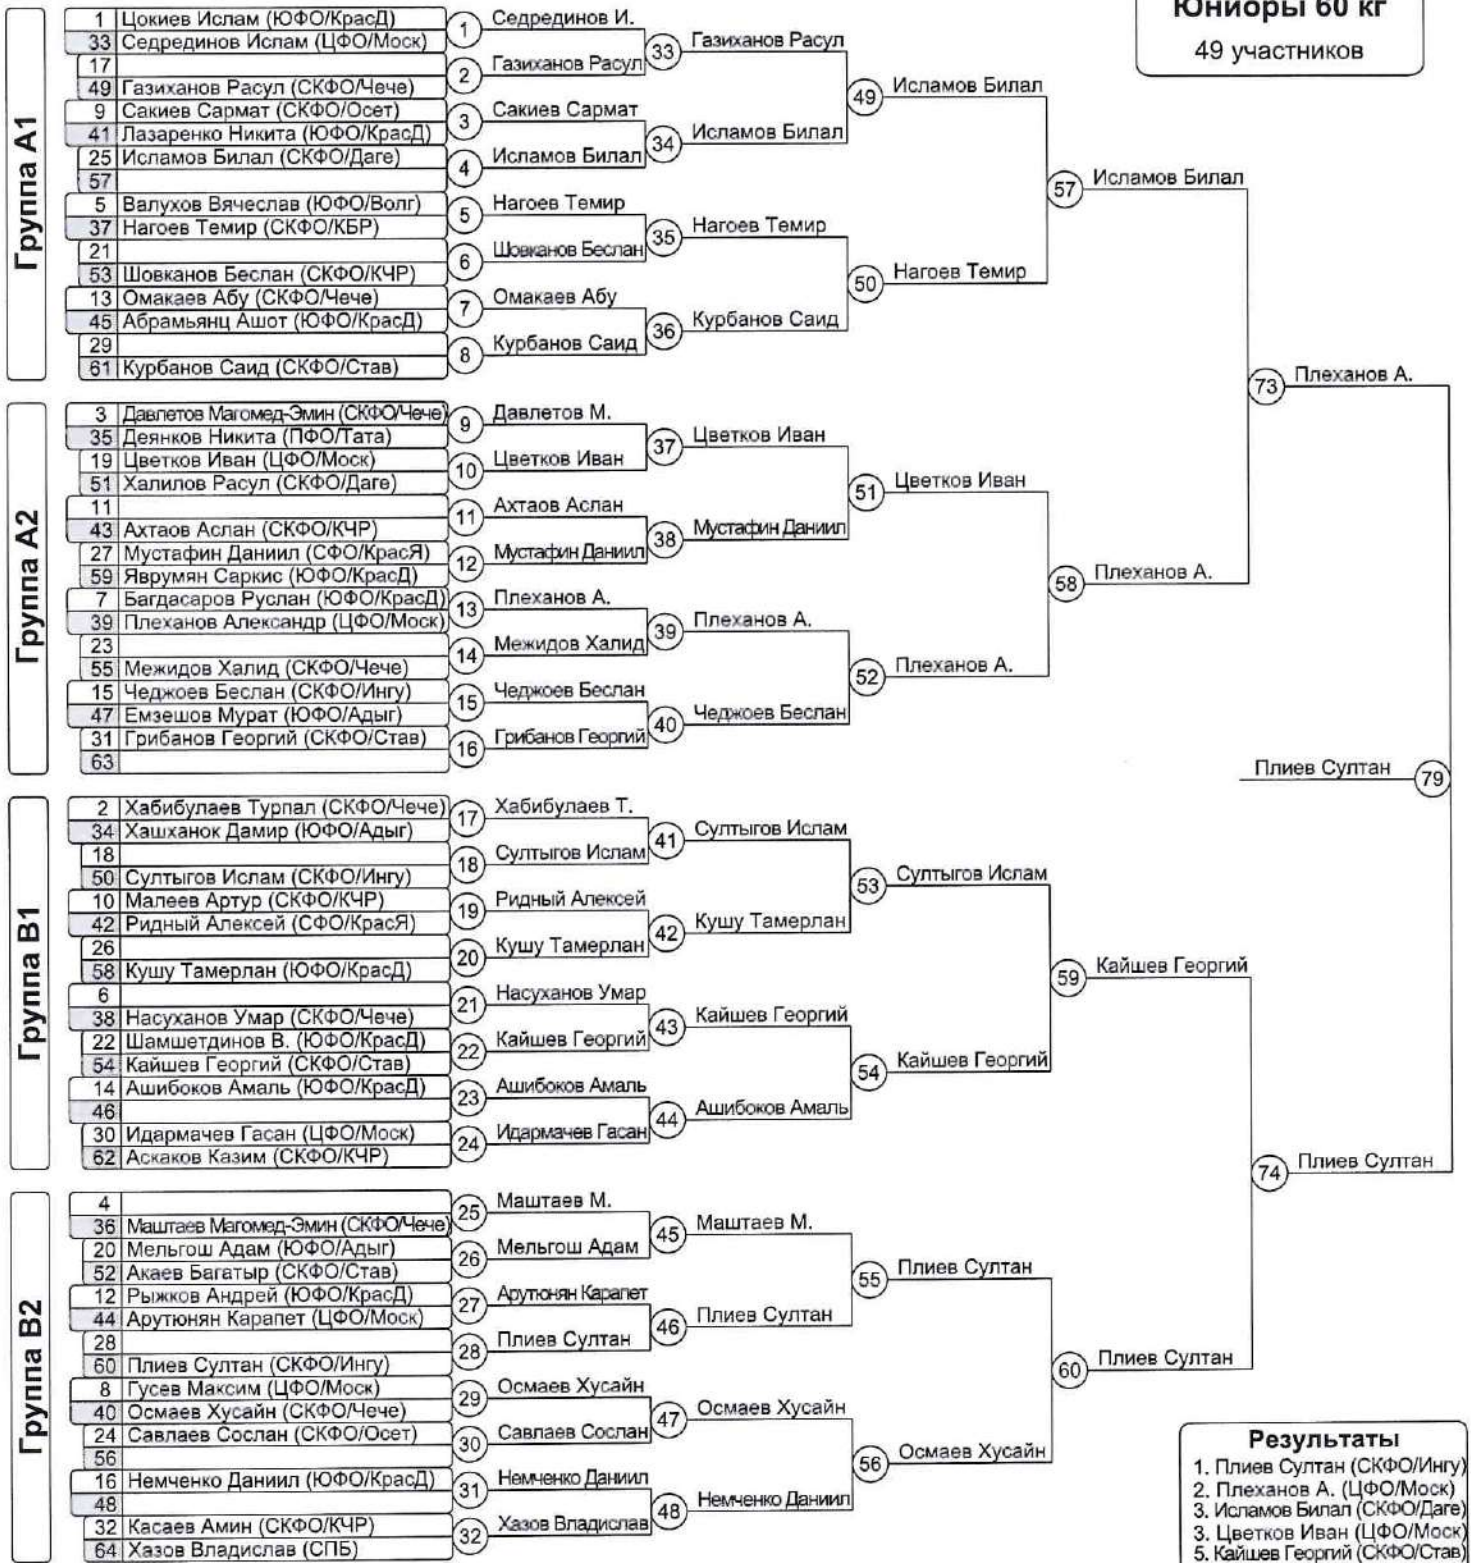 Юниоры 60 кг
49 участников
Группа А1
1 Цокиев Ислам (ЮФО/КрасД)
33 Седрединов Ислам (ЦФО/Моск)
17
49 Газиханов Расул (СКФО/Чече)
9 Сакиев Сармат (СКФО/Осет)
41 Лазаренко Никита (ЮФО/КрасД)
25 Исламов Билал (СКФО/Даге)
57
5 Валухов Вячеслав (ЮФО/Волг)
37 Нагоев Темир (СКФО/КБР)
21
53 Шовканов Беслан (СКФО/КЧР)
13 Омакаев Абу (СКФО/Чече)
45 Абрамьянц Ашот (ЮФО/КрасД)
29
61 Курбанов Саид (СКФО/Став)
1 Седрединов И.
2 Газиханов Расул
3 Сакиев Сармат
4 Исламов Билал
5 Нагоев Темир
6 Шовканов Беслан
7 Омакаев Абу
8 Курбанов Саид
33 Газиханов Расул
34 Исламов Билал
35 Нагоев Темир
36 Курбанов Саид
49 Исламов Билал
50 Нагоев Темир
57 Исламов Билал
Группа А2
3 Давлетов Магомед-Эмин (СКФО/Чече)
35 Деянков Никита (ПФО/Тата)
19 Цветков Иван (ЦФО/Моск)
51 Халилов Расул (СКФО/Даге)
11
43 Ахтаов Аслан (СКФО/КЧР)
27 Мустафин Даниил (СФО/КрасЯ)
59 Яврумян Саркис (ЮФО/КрасД)
7 Багдасаров Руслан (ЮФО/КрасД)
39 Плеханов Александр (ЦФО/Моск)
23
55 Межидов Халид (СКФО/Чече)
15 Чеджоев Беслан (СКФО/Ингу)
47 Емзешов Мурат (ЮФО/Адыг)
31 Грибанов Георгий (СКФО/Став)
63
9 Давлетов М.
10 Цветков Иван
11 Ахтаов Аслан
12 Мустафин Даниил
13 Плеханов А.
14 Межидов Халид
15 Чеджоев Беслан
16 Грибанов Георгий
37 Цветков Иван
38 Мустафин Даниил
39 Плеханов А.
40 Чеджоев Беслан
51 Цветков Иван
52 Плеханов А.
58 Плеханов А.
73 Плеханов А.
Плиев Султан 79
Группа В1
2 Хабибулаев Турпал (СКФО/Чече)
34 Хашханок Дамир (ЮФО/Адыг)
18
50 Султыгов Ислам (СКФО/Ингу)
10 Малеев Артур (СКФО/КЧР)
42 Ридный Алексей (СФО/КрасЯ)
26
58 Кушу Тамерлан (ЮФО/КрасД)
6
38 Насуханов Умар (СКФО/Чече)
22 Шамшетдинов В. (ЮФО/КрасД)
54 Кайшев Георгий (СКФО/Став)
14 Ашибоков Амаль (ЮФО/КрасД)
46
30 Идармачев Гасан (ЦФО/Моск)
62 Аскаков Казим (СКФО/КЧР)
17 Хабибулаев Т.
18 Султыгов Ислам
19 Ридный Алексей
20 Кушу Тамерлан
21 Насуханов Умар
22 Кайшев Георгий
23 Ашибоков Амаль
24 Идармачев Гасан
41 Султыгов Ислам
42 Кушу Тамерлан
43 Кайшев Георгий
44 Ашибоков Амаль
53 Султыгов Ислам
54 Кайшев Георгий
59 Кайшев Георгий
74 Плиев Султан
Группа В2
4
36 Маштаев Магомед-Эмин (СКФО/Чече)
20 Мельгош Адам (ЮФО/Адыг)
52 Акаев Багатыр (СКФО/Став)
12 Рыжков Андрей (ЮФО/КрасД)
44 Арутюнян Карапет (ЦФО/Моск)
28
60 Плиев Султан (СКФО/Ингу)
8 Гусев Максим (ЦФО/Моск)
40 Осмаев Хусайн (СКФО/Чече)
24 Савлаев Сослан (СКФО/Осет)
56
16 Немченко Даниил (ЮФО/КрасД)
48
32 Касаев Амин (СКФО/КЧР)
64 Хазов Владислав (СПБ)
25 Маштаев М.
26 Мельгош Адам
27 Арутюнян Карапет
28 Плиев Султан
29 Осмаев Хусайн
30 Савлаев Сослан
31 Немченко Даниил
32 Хазов Владислав
45 Маштаев М.
46 Плиев Султан
47 Осмаев Хусайн
48 Немченко Даниил
55 Плиев Султан
56 Осмаев Хусайн
60 Плиев Султан
Результаты
1. Плиев Султан (СКФО/Ингу)
2. Плеханов А. (ЦФО/Моск)
3. Исламов Билал (СКФО/Даге)
3. Цветков Иван (ЦФО/Моск)
5. Кайшев Георгий (СКФО/Став)